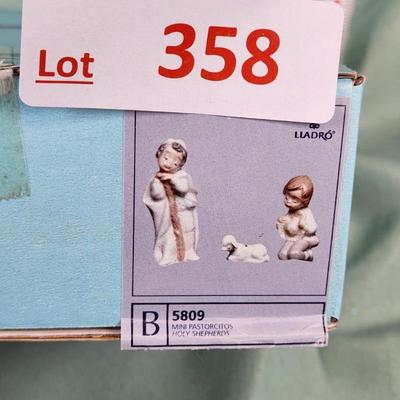 Lot 358
LLADRÓ
B 5809
MINI PASTORCITOS
HOLY SHEPHERDS